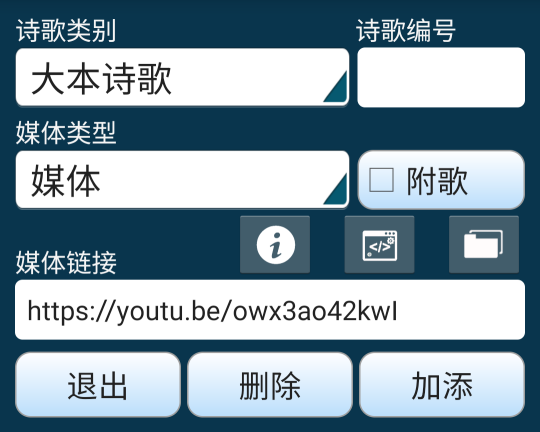 诗歌类别 诗歌编号
大本诗歌
媒体类型
媒体 附歌
媒体链接
https://youtu.be/owx3ao42kwI
退出 删除 加添